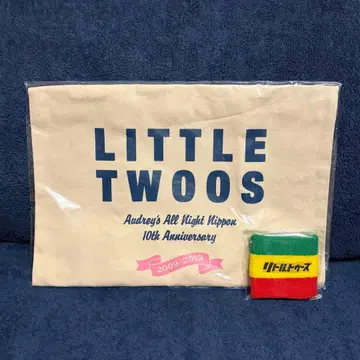 LITTLE
TWOOS
Audrey's All Night Nippon
10th Anniversary
2009-2019
リトルトゥース